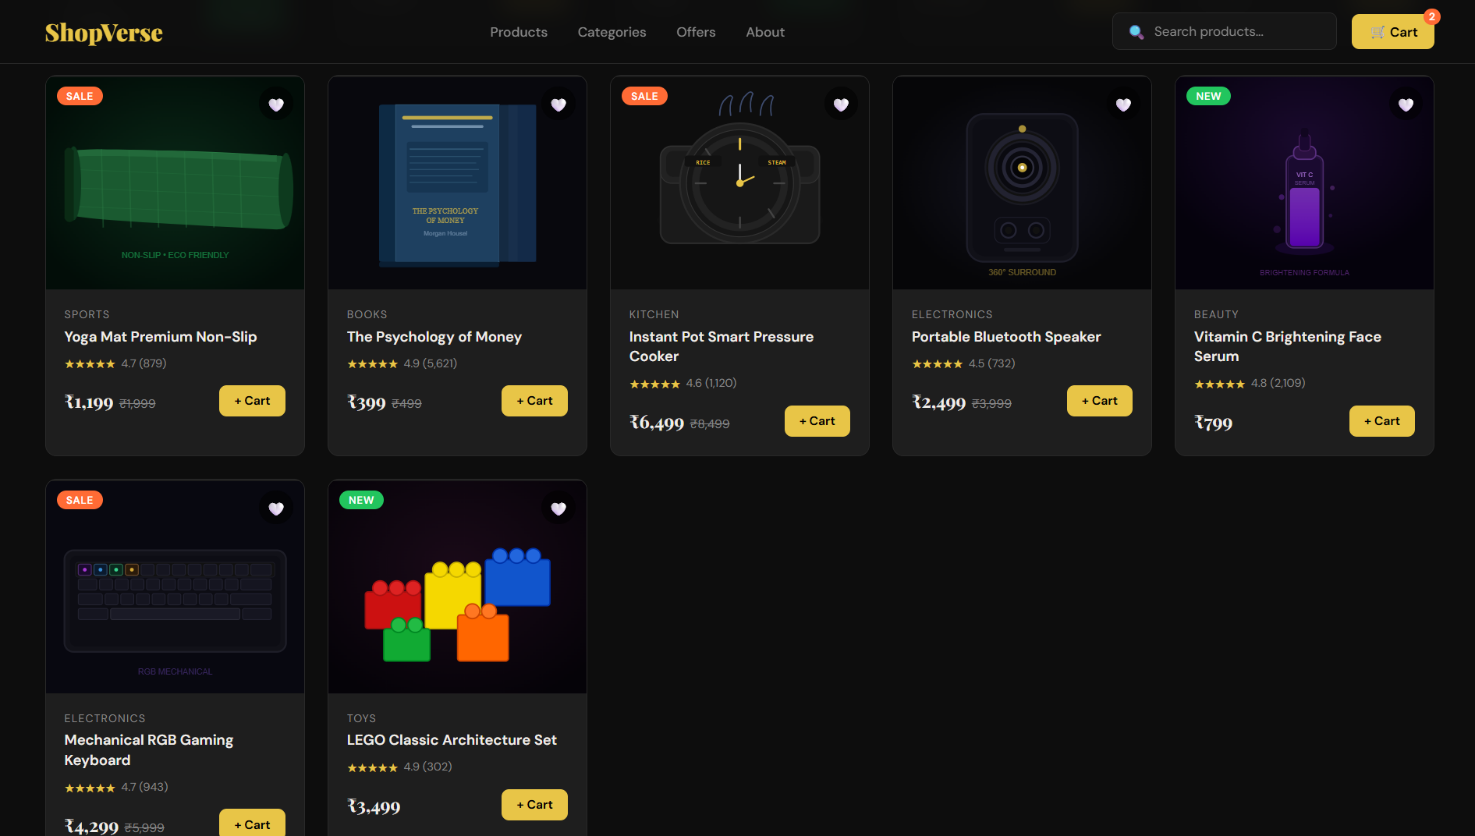 ShopVerse
Products Categories Offers About
Search products...
Cart
2
SALE
NON-SLIP • ECO FRIENDLY
SPORTS
Yoga Mat Premium Non-Slip
★★★★★ 4.7 (879)
₹1,199 ₹1,999
+ Cart
THE PSYCHOLOGY
OF MONEY
Morgan Housel
BOOKS
The Psychology of Money
★★★★★ 4.9 (5,621)
₹399 ₹499
+ Cart
SALE
RICE
STEAM
KITCHEN
Instant Pot Smart Pressure
Cooker
★★★★★ 4.6 (1,120)
₹6,499 ₹8,499
+ Cart
360° SURROUND
ELECTRONICS
Portable Bluetooth Speaker
★★★★★ 4.5 (732)
₹2,499 ₹3,999
+ Cart
NEW
VIT C
SERUM
BRIGHTENING FORMULA
BEAUTY
Vitamin C Brightening Face
Serum
★★★★★ 4.8 (2,109)
₹799
+ Cart
SALE
RGB MECHANICAL
ELECTRONICS
Mechanical RGB Gaming
Keyboard
★★★★★ 4.7 (943)
₹4,299 ₹5,999
+ Cart
NEW
TOYS
LEGO Classic Architecture Set
★★★★★ 4.9 (302)
₹3,499
+ Cart